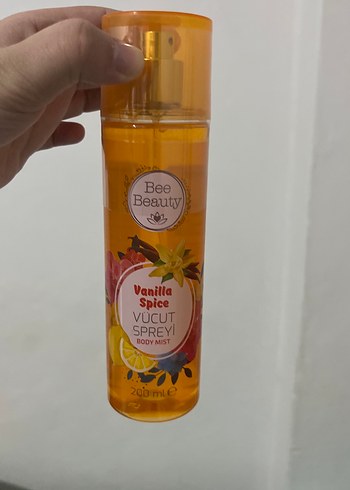 Bee
Beauty
Vanilla
Spice
VÜCUT
SPREYİ
BODY MIST
200 ml ℮